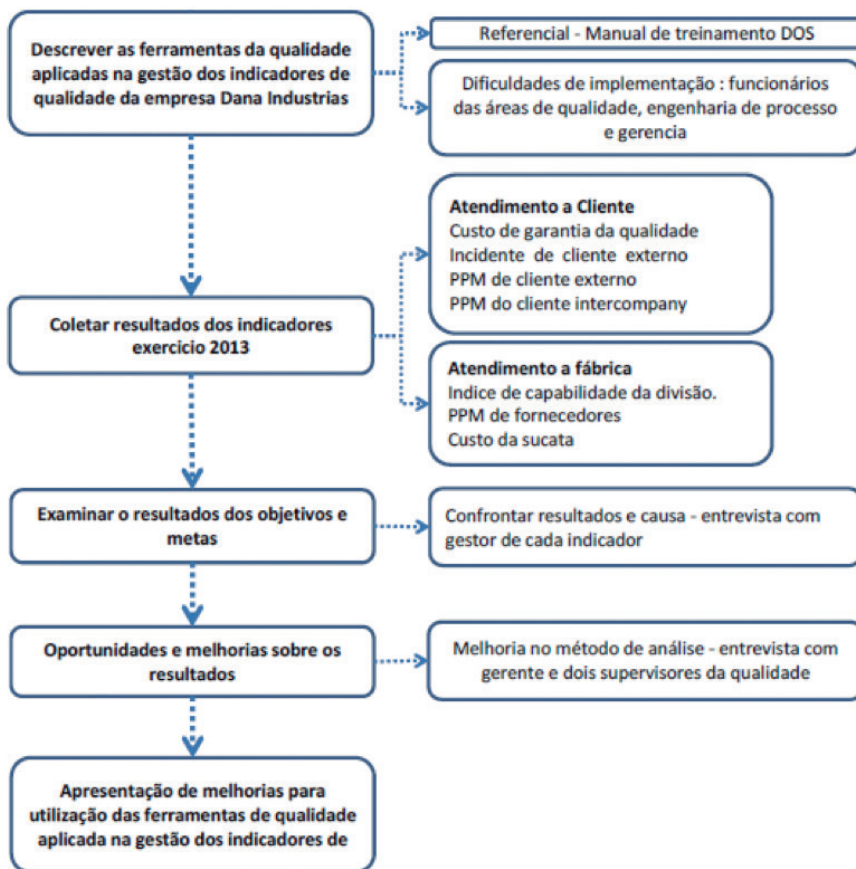 Descrever as ferramentas da qualidade
aplicadas na gestão dos indicadores de
qualidade da empresa Dana Industrias
Referencial - Manual de treinamento DOS
Dificuldades de implementação : funcionários
das áreas de qualidade, engenharia de processo
e gerencia
Coletar resultados dos indicadores
exercicio 2013
Atendimento a Cliente
Custo de garantia da qualidade
Incidente de cliente externo
PPM de cliente externo
PPM do cliente intercompany
Atendimento a fábrica
Indice de capabilidade da divisão.
PPM de fornecedores
Custo da sucata
Examinar o resultados dos objetivos e
metas
Confrontar resultados e causa - entrevista com
gestor de cada indicador
Oportunidades e melhorias sobre os
resultados
Melhoria no método de análise - entrevista com
gerente e dois supervisores da qualidade
Apresentação de melhorias para
utilização das ferramentas de qualidade
aplicada na gestão dos indicadores de